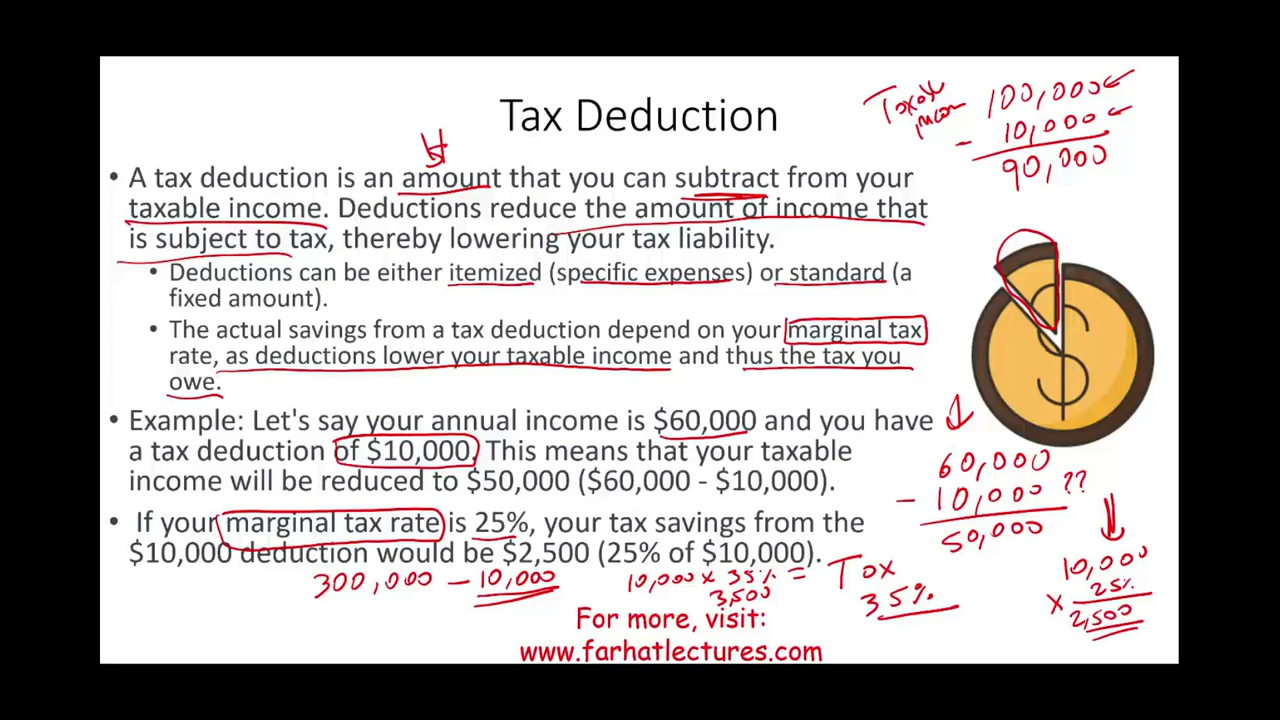 Tax Deduction
100,000
- 10,000
90,000
• A tax deduction is an amount that you can subtract from your
taxable income. Deductions reduce the amount of income that
is subject to tax, thereby lowering your tax liability.
• Deductions can be either itemized (specific expenses) or standard (a
fixed amount).
• The actual savings from a tax deduction depend on your marginal tax
rate, as deductions lower your taxable income and thus the tax you
owe.
• Example: Let's say your annual income is $60,000 and you have
a tax deduction of $10,000. This means that your taxable
income will be reduced to $50,000 ($60,000 - $10,000).
60,000
- 10,000 ??
50,000
• If your marginal tax rate is 25%, your tax savings from the
$10,000 deduction would be $2,500 (25% of $10,000).
10,000
x 25%
2,500
300,000 - 10,000
10,000 x 35% =
3,500
Tax
35%
For more, visit:
www.farhatlectures.com